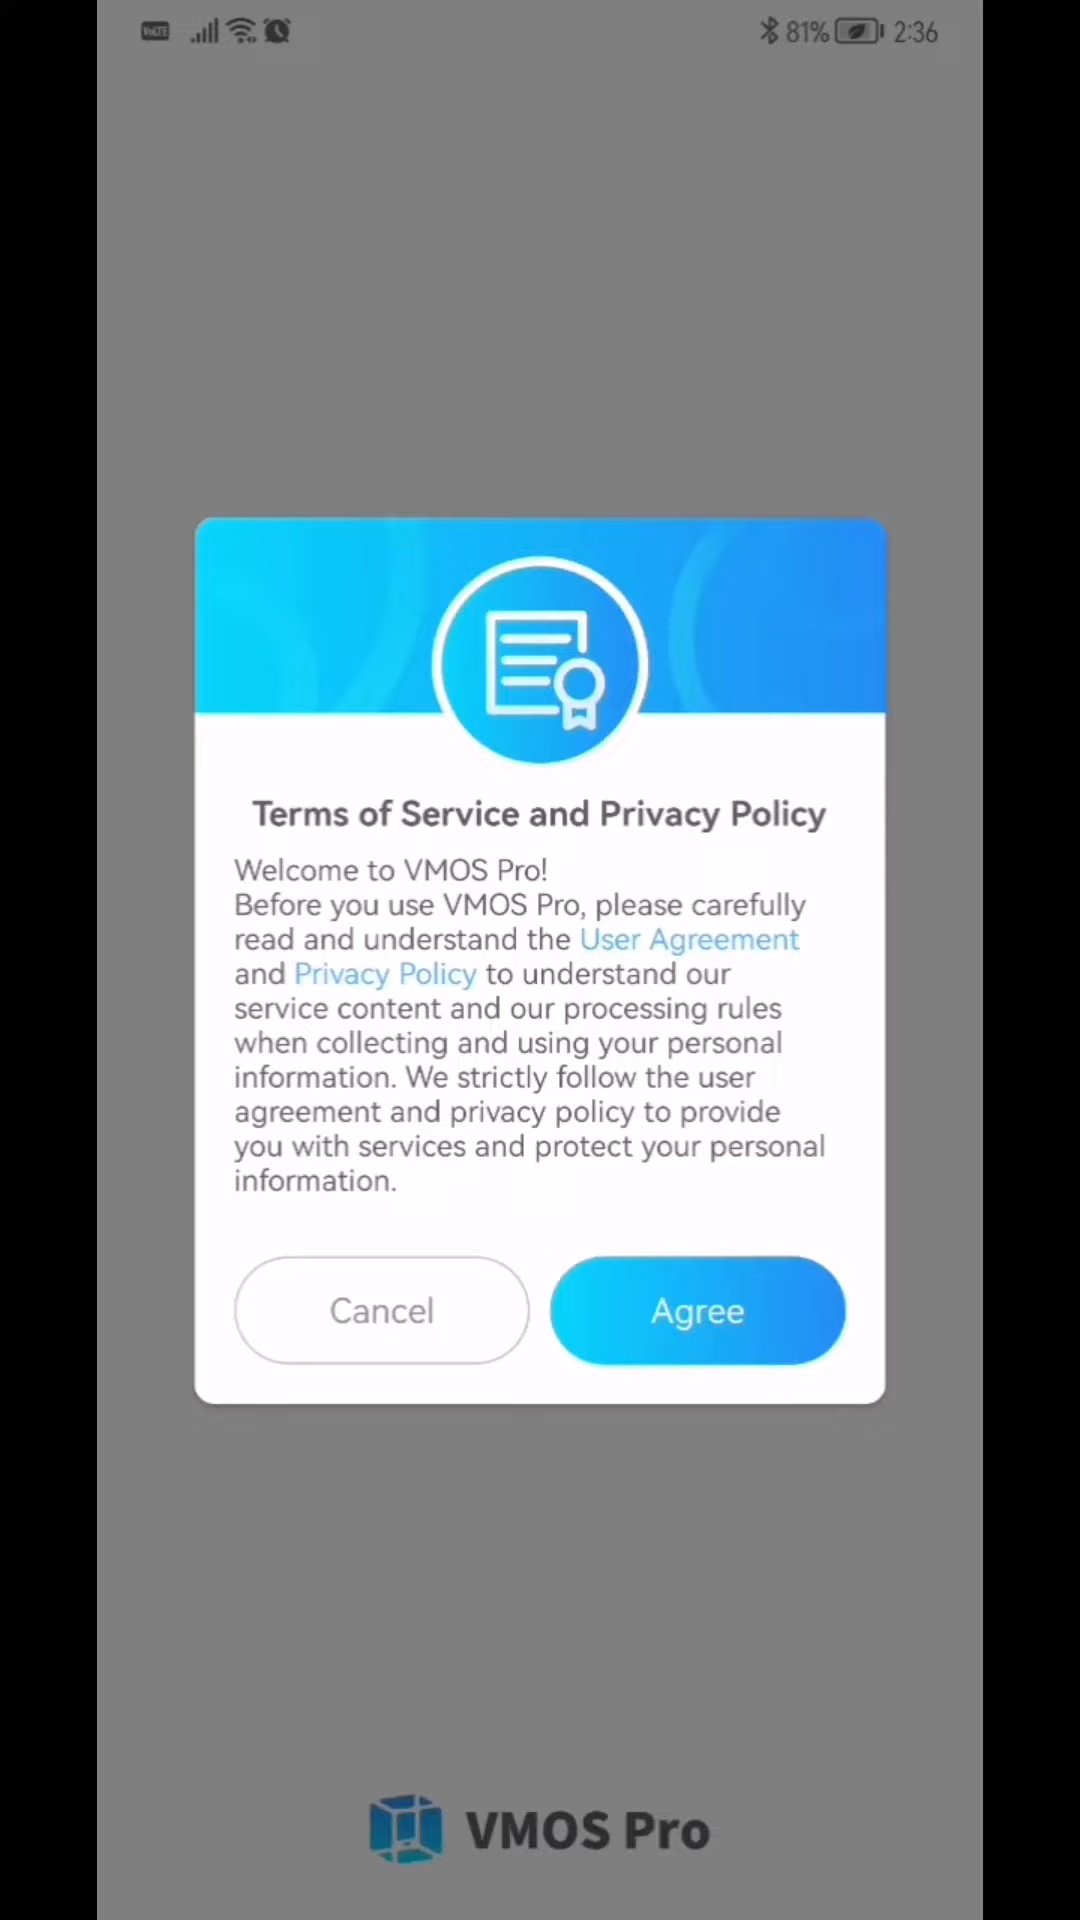 VoLTE 81% 2:36
Terms of Service and Privacy Policy
Welcome to VMOS Pro!
Before you use VMOS Pro, please carefully
read and understand the User Agreement
and Privacy Policy to understand our
service content and our processing rules
when collecting and using your personal
information. We strictly follow the user
agreement and privacy policy to provide
you with services and protect your personal
information.
Cancel Agree
VMOS Pro